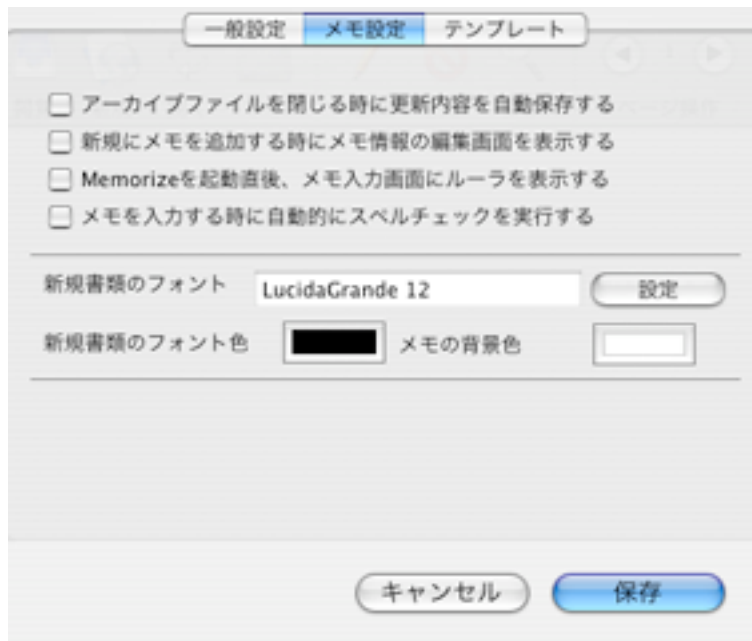 一般設定 メモ設定 テンプレート
アーカイブファイルを閉じる時に更新内容を自動保存する
新規にメモを追加する時にメモ情報の編集画面を表示する
Memorizeを起動直後、メモ入力画面にルーラを表示する
メモを入力する時に自動的にスペルチェックを実行する
新規書類のフォント LucidaGrande 12 設定
新規書類のフォント色 メモの背景色
キャンセル 保存